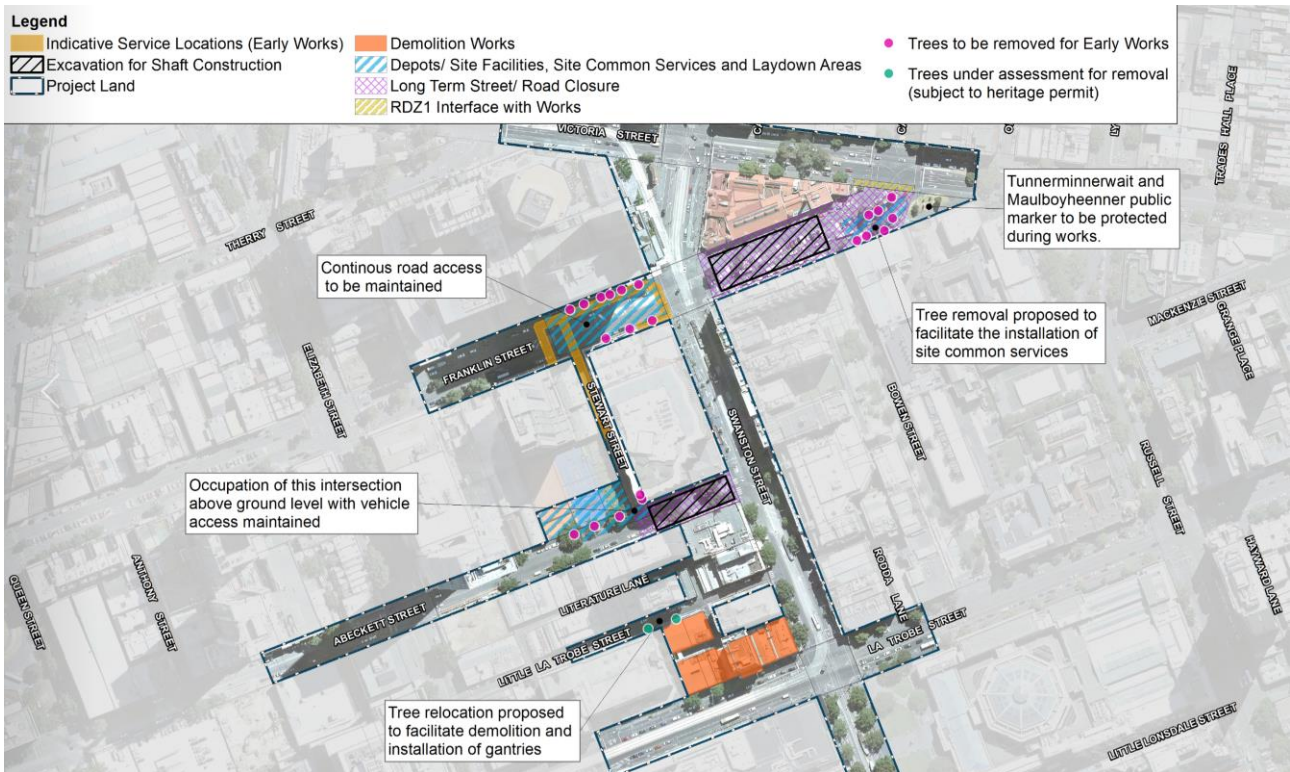 Legend
Indicative Service Locations (Early Works)
Excavation for Shaft Construction
Project Land
Demolition Works
Depots/ Site Facilities, Site Common Services and Laydown Areas
Long Term Street/ Road Closure
RDZ1 Interface with Works
Trees to be removed for Early Works
Trees under assessment for removal
(subject to heritage permit)
VICTORIA STREET
TRADES HALL PLACE
Tunnerminnerwait and
Maulboyheenner public
marker to be protected
during works.
THERRY STREET
Continous road access
to be maintained
MACKENZIE STREET
GRANGE PLACE
Tree removal proposed to
facilitate the installation of
site common services
ELIZABETH STREET
FRANKLIN STREET
STEWART STREET
SWANSTON STREET
BOWEN STREET
RUSSELL STREET
Occupation of this intersection
above ground level with vehicle
access maintained
QUEEN STREET
ANTHONY STREET
ABECKETT STREET
LITERATURE LANE
RODDA LANE
HAYWARD LANE
LITTLE LA TROBE STREET
LA TROBE STREET
Tree relocation proposed
to facilitate demolition and
installation of gantries
LITTLE LONSDALE STREET